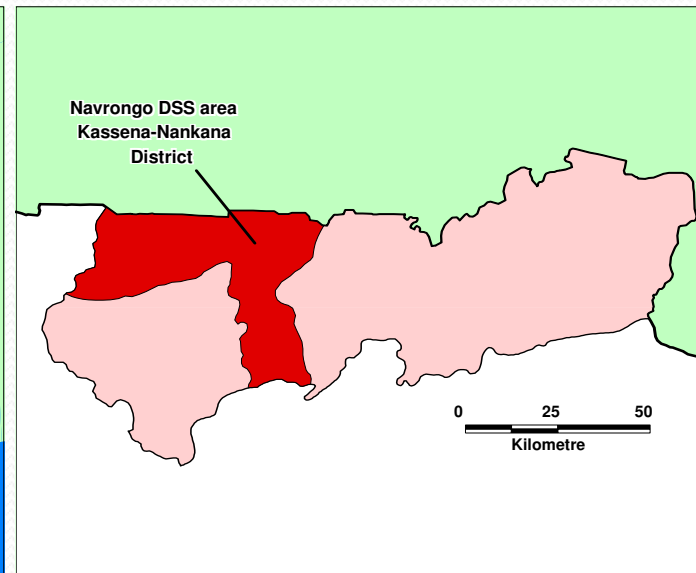 Navrongo DSS area
Kassena-Nankana
District
0 25 50
Kilometre